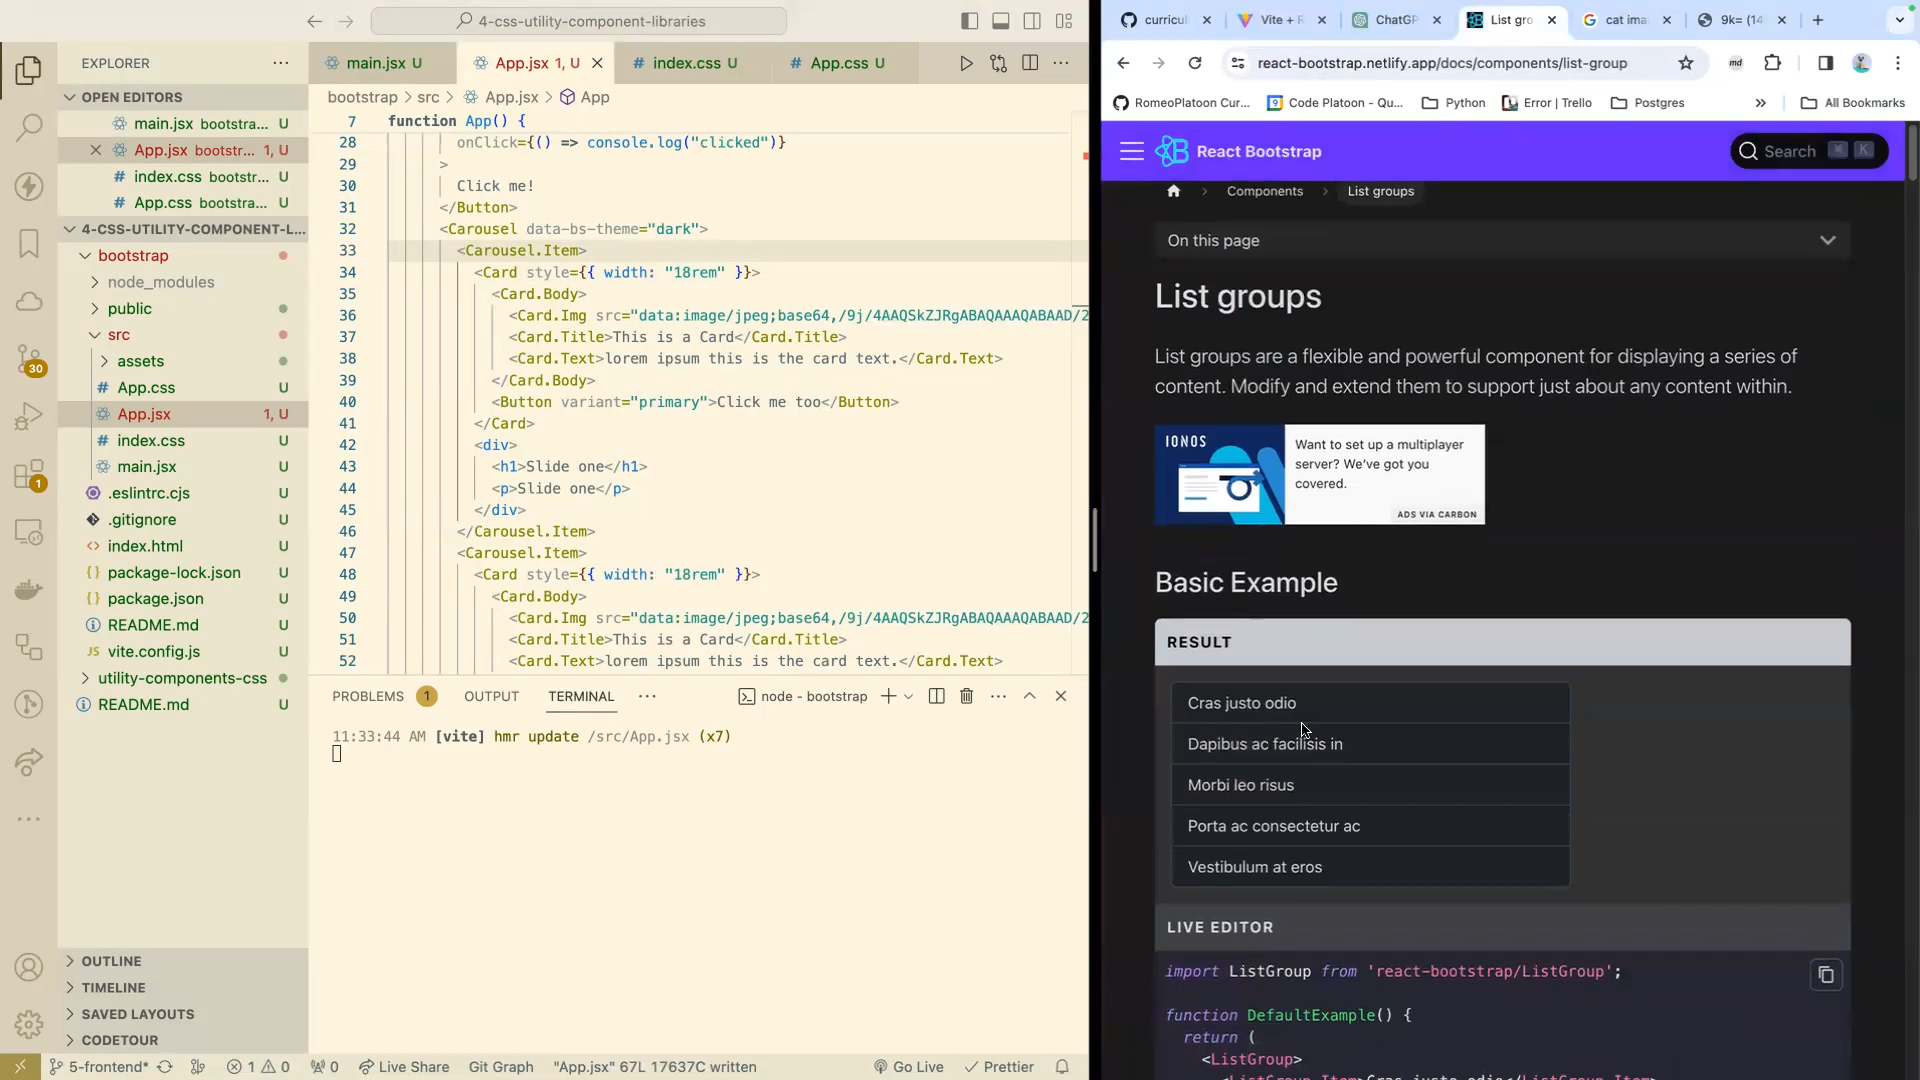 4-css-utility-component-libraries
EXPLORER
OPEN EDITORS
main.jsx bootstra... U
App.jsx bootstr... 1, U
index.css bootstr... U
App.css bootstra... U
4-CSS-UTILITY-COMPONENT-L...
bootstrap
node_modules
public
src
assets
App.css U
App.jsx 1, U
index.css U
main.jsx U
.eslintrc.cjs U
.gitignore U
index.html U
package-lock.json U
package.json U
README.md U
vite.config.js U
utility-components-css
README.md U
OUTLINE
TIMELINE
SAVED LAYOUTS
CODETOUR
30
1
main.jsx U
App.jsx 1, U
index.css U
App.css U
bootstrap > src > App.jsx > App
7 function App() {
28 onClick={() => console.log("clicked")}
29 >
30 Click me!
31 </Button>
32 <Carousel data-bs-theme="dark">
33 <Carousel.Item>
34 <Card style={{ width: "18rem" }}>
35 <Card.Body>
36 <Card.Img src="data:image/jpeg;base64,/9j/4AAQSkZJRgABAQAAAQABAAD/2
37 <Card.Title>This is a Card</Card.Title>
38 <Card.Text>lorem ipsum this is the card text.</Card.Text>
39 </Card.Body>
40 <Button variant="primary">Click me too</Button>
41 </Card>
42 <div>
43 <h1>Slide one</h1>
44 <p>Slide one</p>
45 </div>
46 </Carousel.Item>
47 <Carousel.Item>
48 <Card style={{ width: "18rem" }}>
49 <Card.Body>
50 <Card.Img src="data:image/jpeg;base64,/9j/4AAQSkZJRgABAQAAAQABAAD/2
51 <Card.Title>This is a Card</Card.Title>
52 <Card.Text>lorem ipsum this is the card text.</Card.Text>
PROBLEMS 1 OUTPUT TERMINAL ... node - bootstrap
11:33:44 AM [vite] hmr update /src/App.jsx (x7)
5-frontend* 1 0 0 Live Share Git Graph "App.jsx" 67L 17637C written Go Live Prettier
curricul
Vite + R
ChatGP
List gro
cat ima
9k= (14
react-bootstrap.netlify.app/docs/components/list-group
RomeoPlatoon Cur... Code Platoon - Qu... Python Error | Trello Postgres » All Bookmarks
React Bootstrap
Search ⌘ K
Components > List groups
On this page
List groups
List groups are a flexible and powerful component for displaying a series of
content. Modify and extend them to support just about any content within.
IONOS
Want to set up a multiplayer
server? We've got you
covered.
ADS VIA CARBON
Basic Example
RESULT
Cras justo odio
Dapibus ac facilisis in
Morbi leo risus
Porta ac consectetur ac
Vestibulum at eros
LIVE EDITOR
import ListGroup from 'react-bootstrap/ListGroup';
function DefaultExample() {
return (
<ListGroup>
<ListGroup.Item>Cras justo odio</ListGroup.Item>